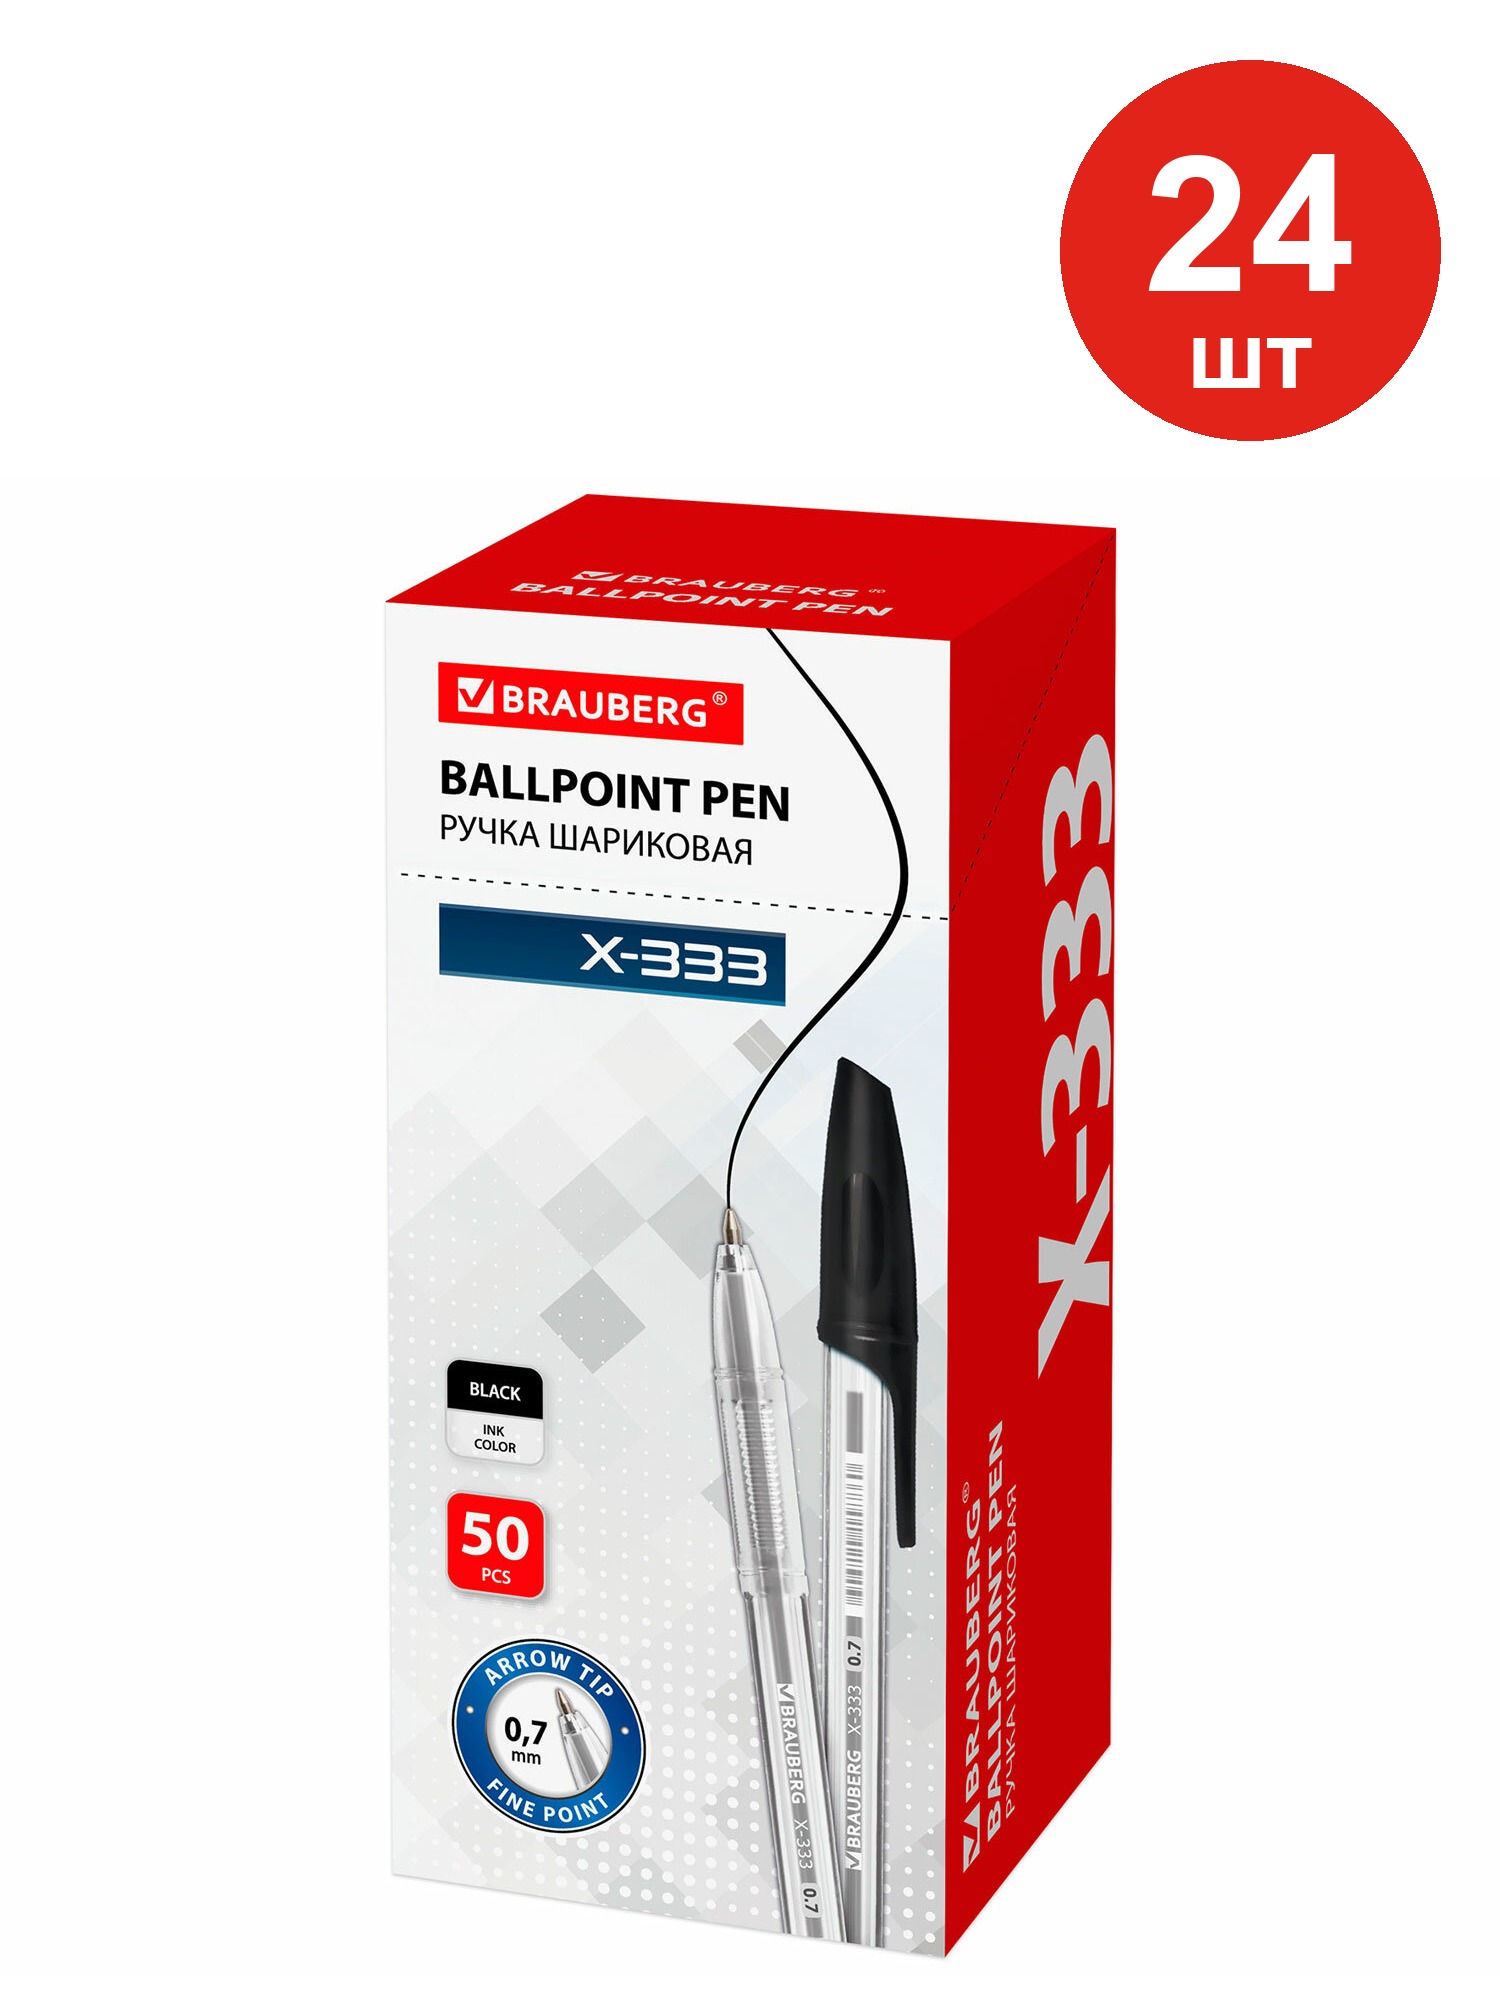 24
шт
BRAUBERG®
BALLPOINT PEN
BRAUBERG®
BALLPOINT PEN
РУЧКА ШАРИКОВАЯ
X-333
BLACK
INK
COLOR
50
PCS
ARROW TIP
0,7
mm
FINE POINT
BRAUBERG X-333 0.7
BRAUBERG X-333 0.7
X-333
BRAUBERG®
BALLPOINT PEN
РУЧКА ШАРИКОВАЯ